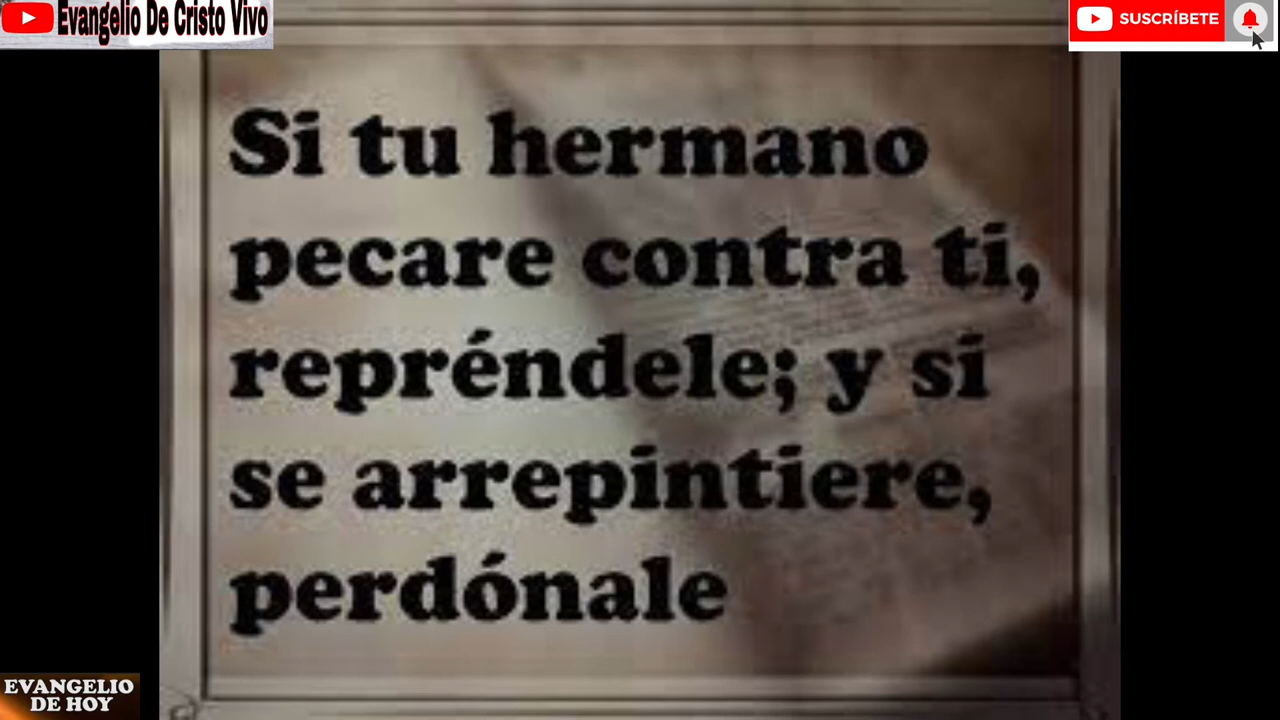 Evangelio De Cristo Vivo
SUSCRÍBETE
Si tu hermano
pecare contra ti,
repréndele; y si
se arrepintiere,
perdónale
EVANGELIO
DE HOY